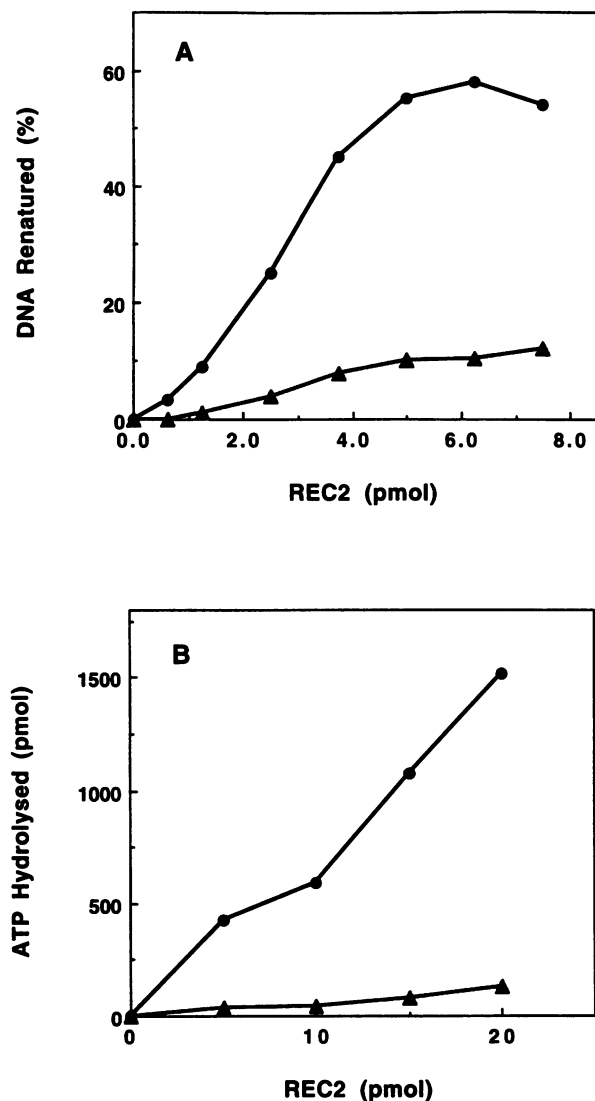 A
DNA Renatured (%)
60
40
20
0
0.0 2.0 4.0 6.0 8.0
REC2 (pmol)
B
ATP Hydrolysed (pmol)
1500
1000
500
0
0 10 20
REC2 (pmol)